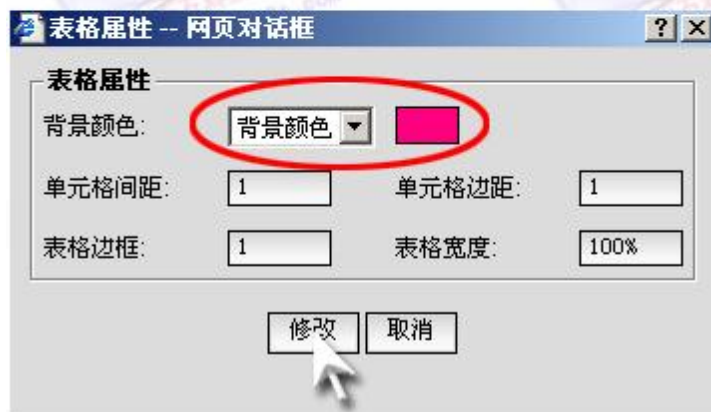 表格属性 -- 网页对话框
? ×
表格属性
背景颜色: 背景颜色
单元格间距: 1 单元格边距: 1
表格边框: 1 表格宽度: 100%
修改 取消